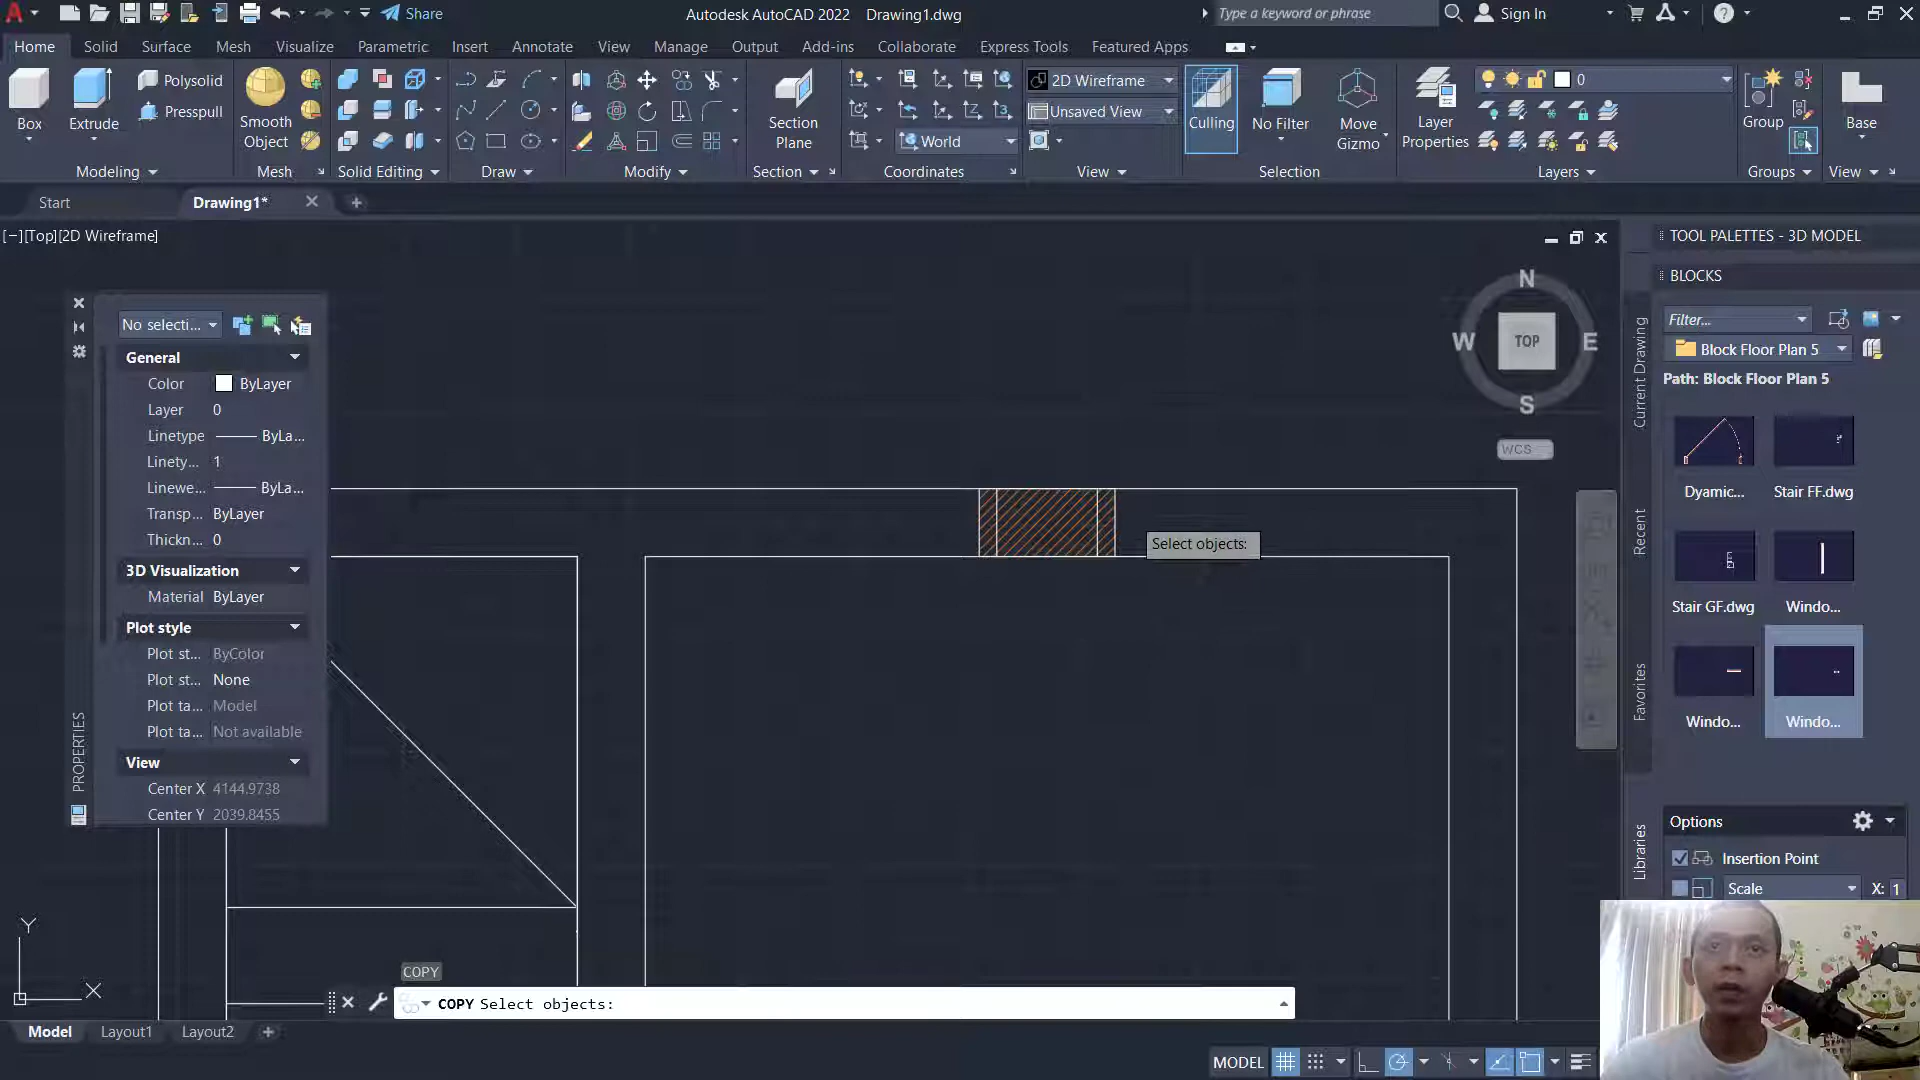 Share
Autodesk AutoCAD 2022 Drawing1.dwg
Type a keyword or phrase
Sign In
Home Solid Surface Mesh Visualize Parametric Insert Annotate View Manage Output Add-ins Collaborate Express Tools Featured Apps
Box
Extrude
Polysolid
Presspull
Smooth Object
Section Plane
World
2D Wireframe
Unsaved View
Culling
No Filter
Move Gizmo
Layer Properties
0
Group
Base
Modeling Mesh Solid Editing Draw Modify Section Coordinates View Selection Layers Groups View
Start Drawing1*
[−][Top][2D Wireframe]
No selecti...
General
Color ByLayer
Layer 0
Linetype ByLa...
Linety... 1
Linewe... ByLa...
Transp... ByLayer
Thickn... 0
3D Visualization
Material ByLayer
Plot style
Plot st... ByColor
Plot st... None
Plot ta... Model
Plot ta... Not available
View
Center X 4144.9738
Center Y 2039.8455
PROPERTIES
Select objects:
N
W TOP E
S
WCS
TOOL PALETTES - 3D MODEL
BLOCKS
Filter...
Block Floor Plan 5
Path: Block Floor Plan 5
Current Drawing
Recent
Favorites
Libraries
Dyamic... Stair FF.dwg
Stair GF.dwg Windo...
Windo... Windo...
Options
Insertion Point
Scale X: 1
Y
X
COPY
COPY Select objects:
Model Layout1 Layout2
MODEL